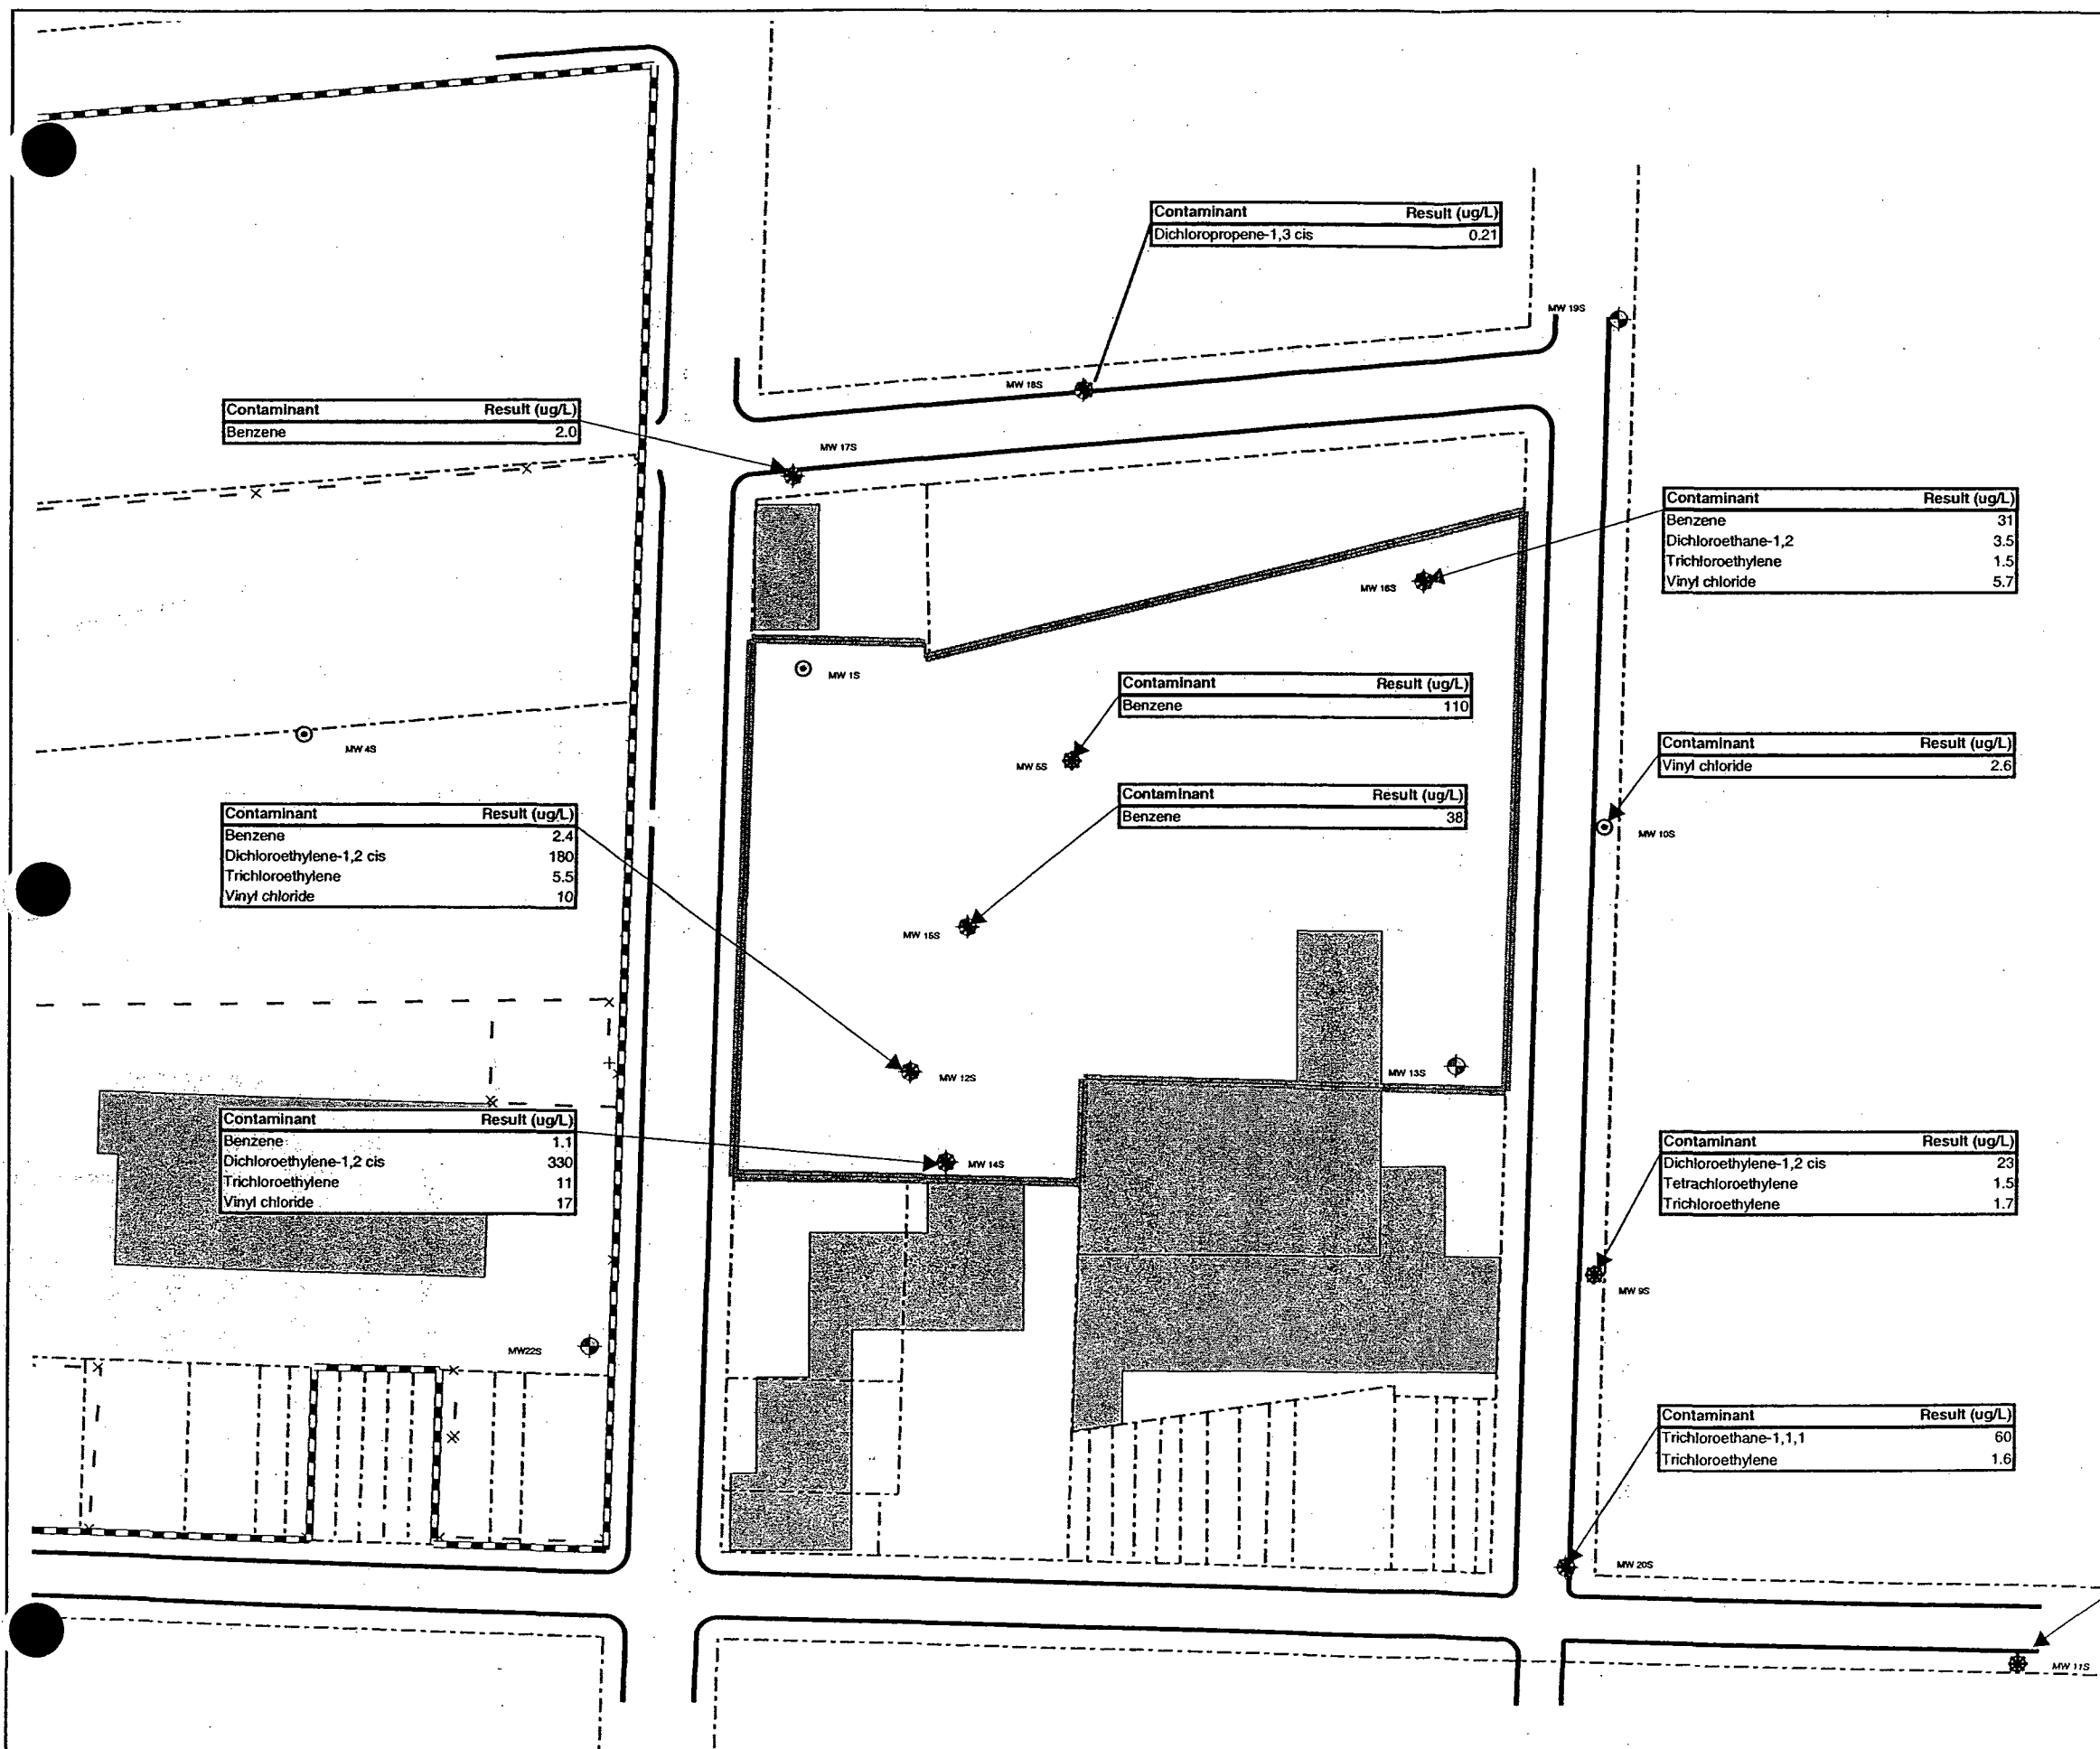 Contaminant Result (ug/L)
Dichloropropene-1,3 cis 0.21
MW 19S
MW 18S
Contaminant Result (ug/L)
Benzene 2.0
MW 17S
Contaminant Result (ug/L)
Benzene 31
Dichloroethane-1,2 3.5
Trichloroethylene 1.5
Vinyl chloride 5.7
MW 16S
MW 1S
Contaminant Result (ug/L)
Benzene 110
MW 4S
MW 5S
Contaminant Result (ug/L)
Vinyl chloride 2.6
Contaminant Result (ug/L)
Benzene 38
Contaminant Result (ug/L)
Benzene 2.4
Dichloroethylene-1,2 cis 180
Trichloroethylene 5.5
Vinyl chloride 10
MW 10S
MW 15S
MW 12S
MW 13S
Contaminant Result (ug/L)
Benzene 1.1
Dichloroethylene-1,2 cis 330
Trichloroethylene 11
Vinyl chloride 17
MW 14S
Contaminant Result (ug/L)
Dichloroethylene-1,2 cis 23
Tetrachloroethylene 1.5
Trichloroethylene 1.7
MW 9S
MW22S
Contaminant Result (ug/L)
Trichloroethane-1,1,1 60
Trichloroethylene 1.6
MW 20S
MW 11S